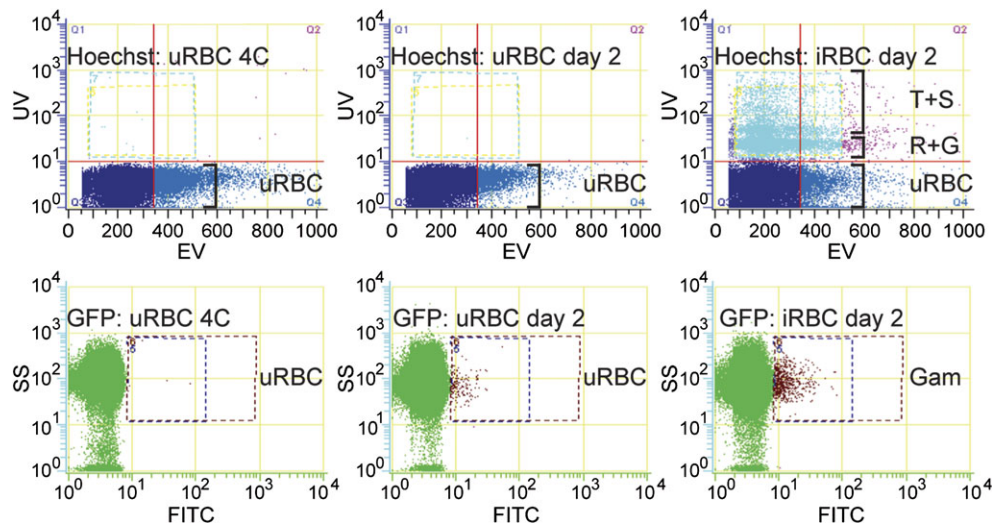 Q1 Q2
Hoechst: uRBC 4C
10⁴
10³
10²
10¹
10⁰
UV
uRBC
Q3 Q4
0 200 400 600 800 1000
EV
Hoechst: uRBC day 2
10⁴
10³
10²
10¹
10⁰
UV
uRBC
Q4
0 200 400 600 800 1000
EV
Q1 Q2
Hoechst: iRBC day 2
10⁴
10³
10²
10¹
10⁰
UV
T+S
R+G
uRBC
Q4
0 200 400 600 800 1000
EV
GFP: uRBC 4C
10⁴
10³
10²
10¹
10⁰
SS
uRBC
10⁰ 10¹ 10² 10³ 10⁴
FITC
GFP: uRBC day 2
10⁴
10³
10²
10¹
10⁰
SS
uRBC
10⁰ 10¹ 10² 10³ 10⁴
FITC
GFP: iRBC day 2
10⁴
10³
10²
10¹
10⁰
SS
Gam
10⁰ 10¹ 10² 10³ 10⁴
FITC